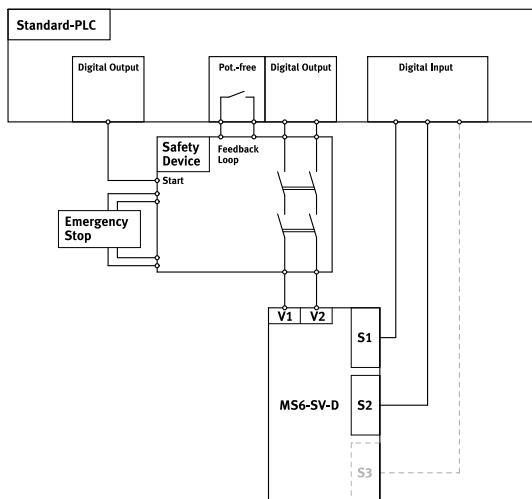 Standard-PLC
Digital Output
Pot.-free
Digital Output
Digital Input
Safety
Device
Feedback
Loop
Start
Emergency
Stop
V1
V2
S1
MS6-SV-D
S2
S3